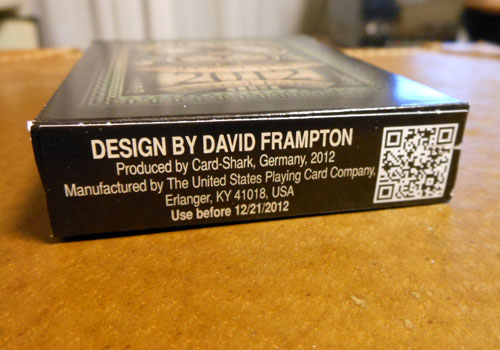 2012
DESIGN BY DAVID FRAMPTON
Produced by Card-Shark, Germany, 2012
Manufactured by The United States Playing Card Company,
Erlanger, KY 41018, USA
Use before 12/21/2012